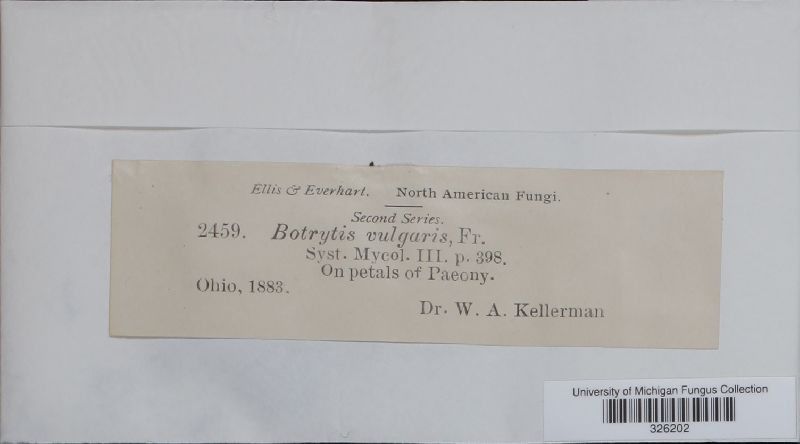 Ellis & Everhart. North American Fungi.
Second Series.
2459. Botrytis vulgaris, Fr.
Syst. Mycol. III. p. 398.
On petals of Paeony.
Ohio, 1883.
Dr. W. A. Kellerman
University of Michigan Fungus Collection
326202